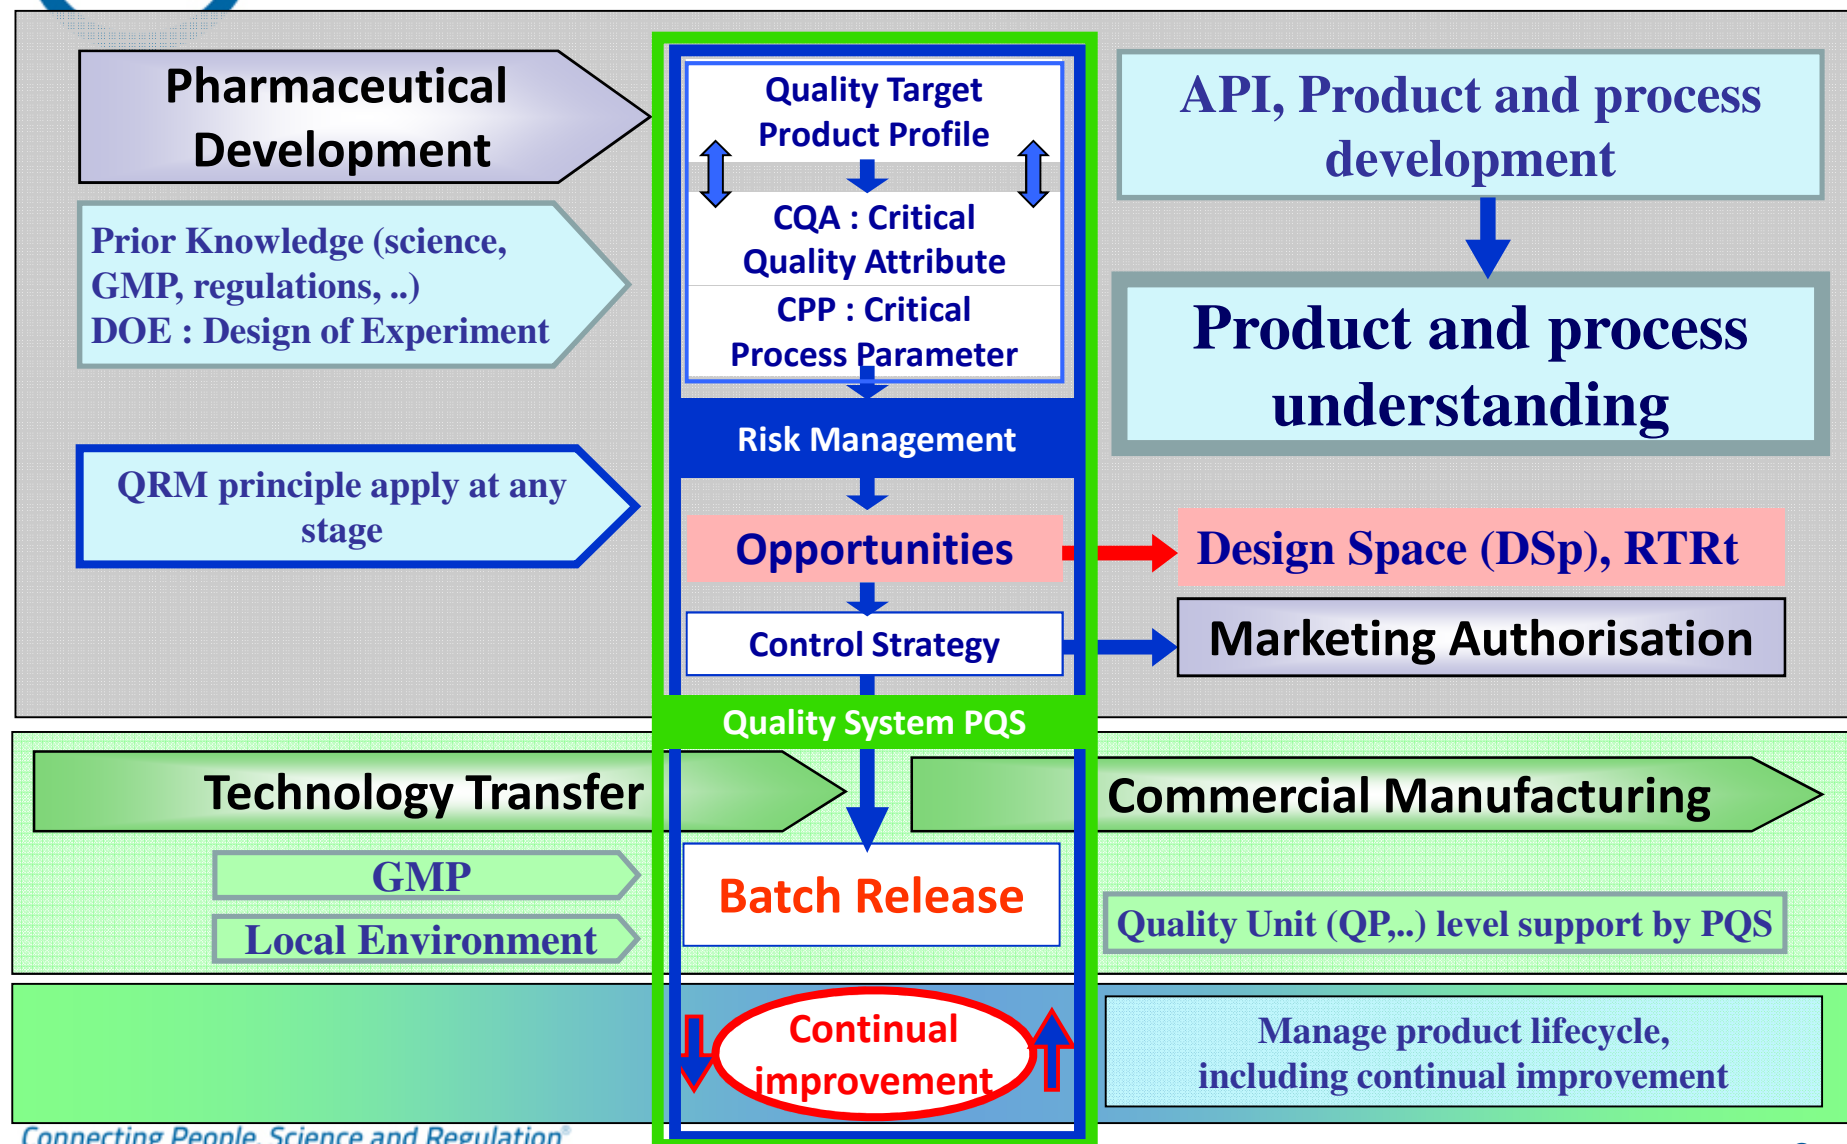 Pharmaceutical
Development
Prior Knowledge (science,
GMP, regulations, ..)
DOE : Design of Experiment
QRM principle apply at any
stage
Quality Target
Product Profile
CQA : Critical
Quality Attribute
CPP : Critical
Process Parameter
Risk Management
Opportunities
Control Strategy
API, Product and process
development
Product and process
understanding
Design Space (DSp), RTRt
Marketing Authorisation
Quality System PQS
Technology Transfer
Commercial Manufacturing
GMP
Local Environment
Batch Release
Quality Unit (QP,..) level support by PQS
Continual
improvement
Manage product lifecycle,
including continual improvement
Connecting People, Science and Regulation®